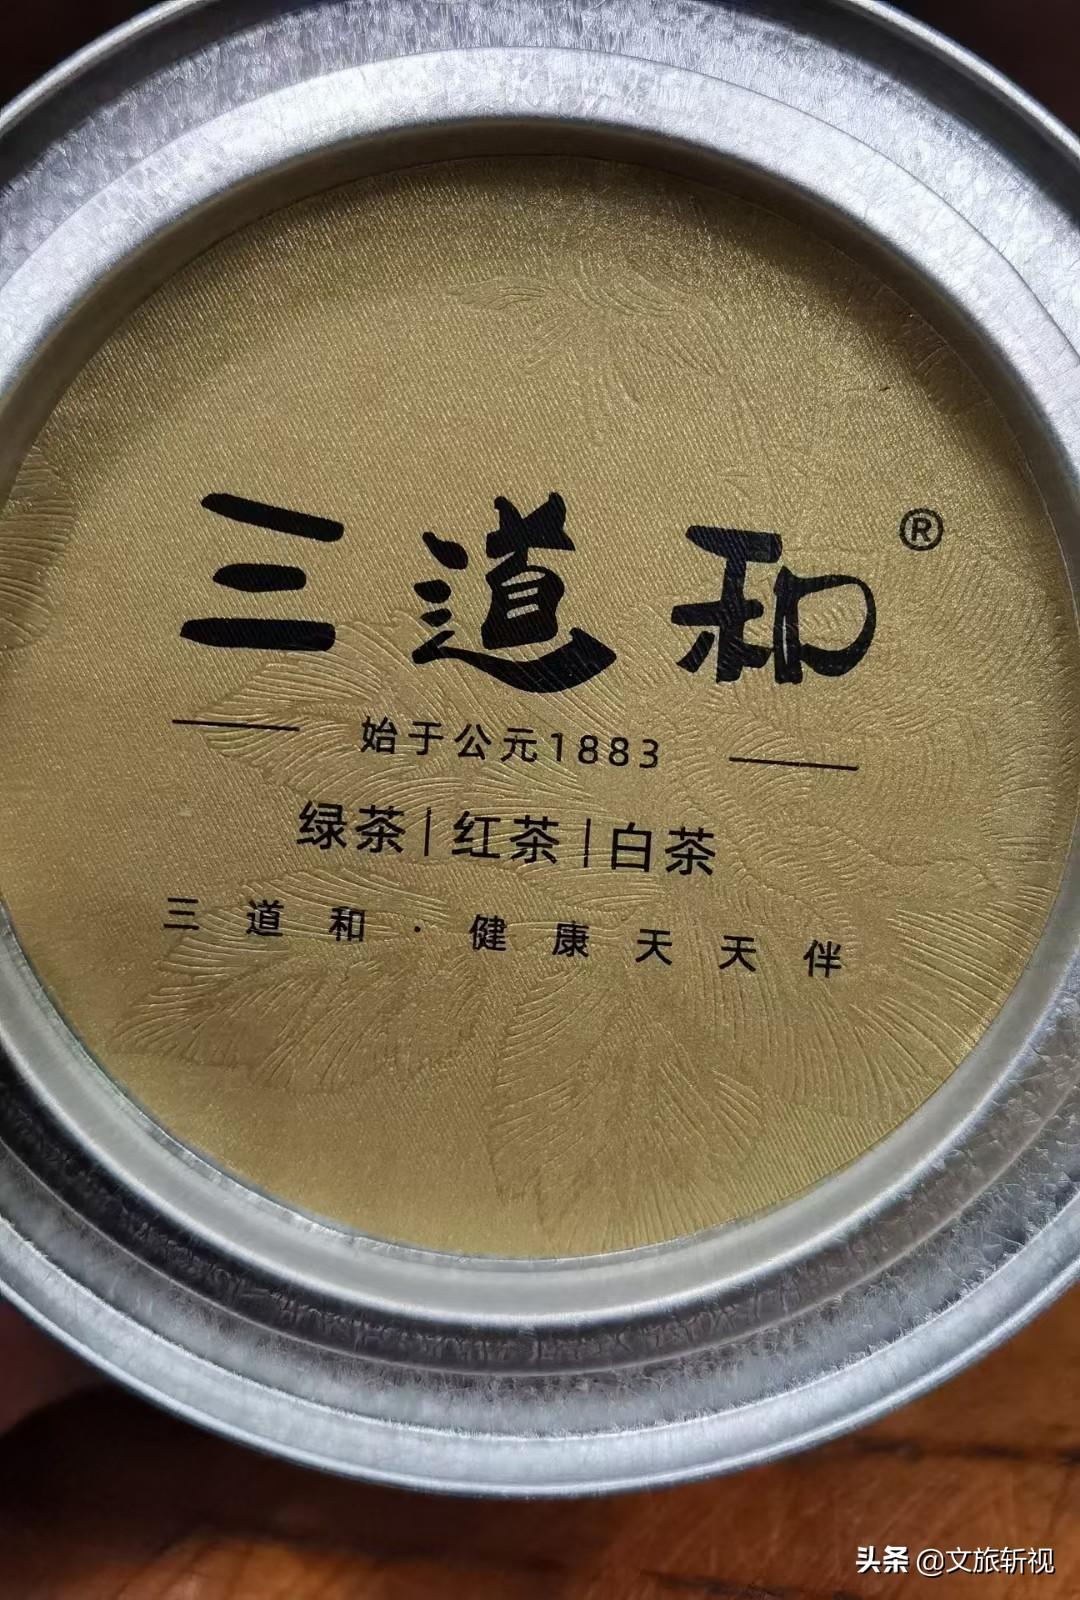 三道和®
始于公元1883
绿茶|红茶|白茶
三道和·健康天天伴
头条 @文旅斩视